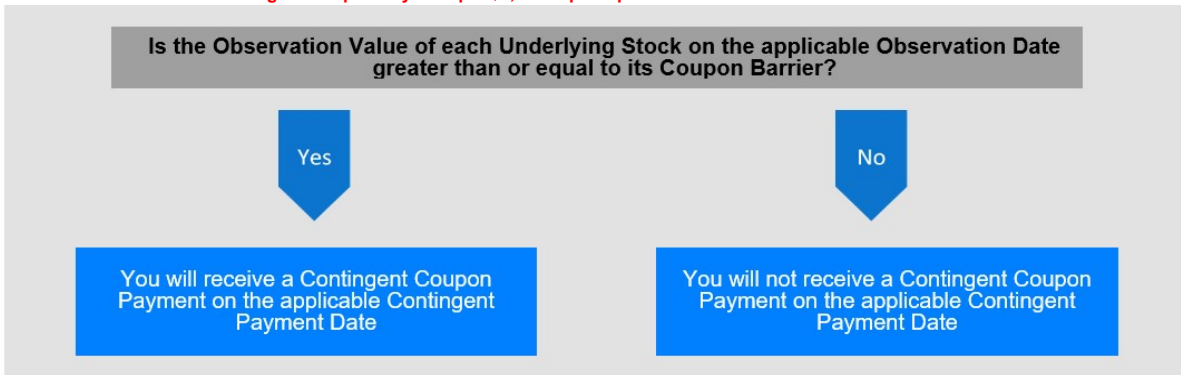 Is the Observation Value of each Underlying Stock on the applicable Observation Date
greater than or equal to its Coupon Barrier?
Yes
No
You will receive a Contingent Coupon
Payment on the applicable Contingent
Payment Date
You will not receive a Contingent Coupon
Payment on the applicable Contingent
Payment Date